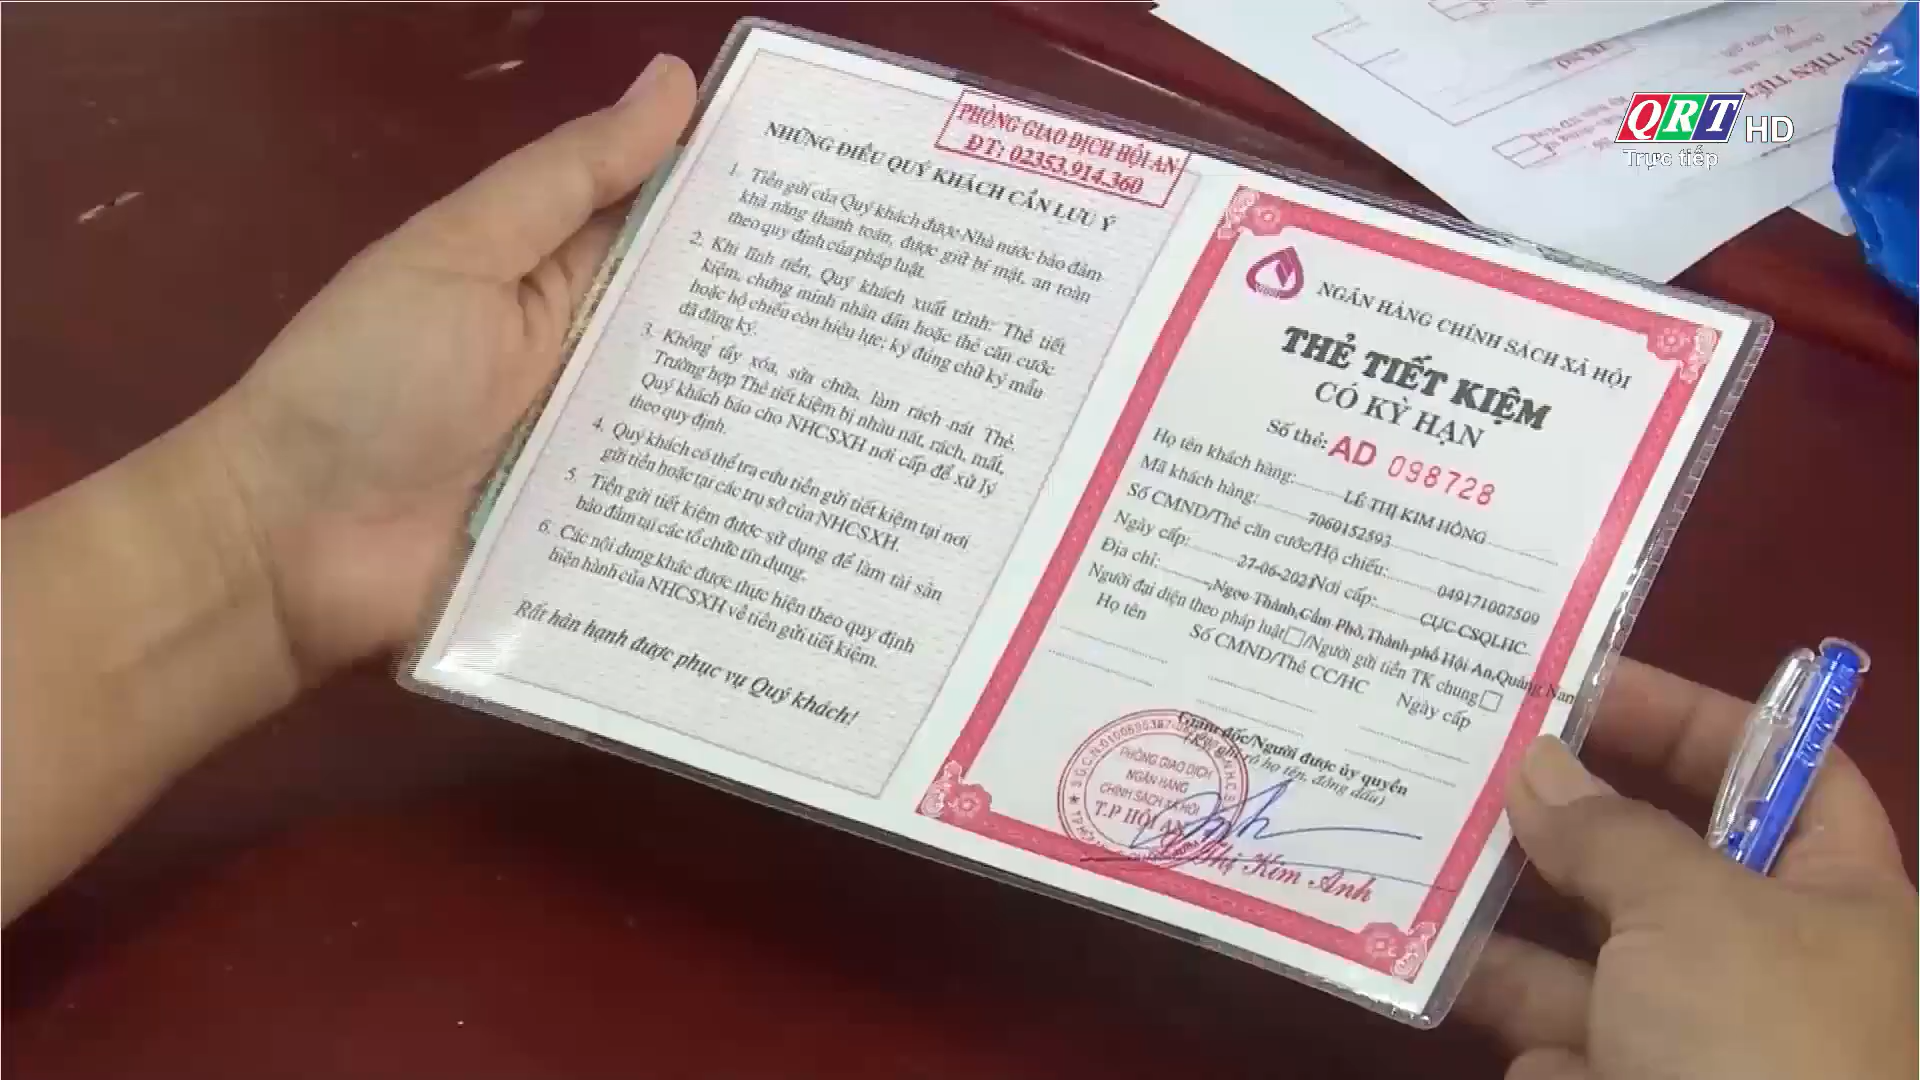 PHÒNG GIAO DỊCH HỘI AN
ĐT: 02353.914.360
NHỮNG ĐIỀU QUÝ KHÁCH CẦN LƯU Ý
1. Tiền gửi của Quý khách được Nhà nước bảo đảm
khả năng thanh toán, được giữ bí mật, an toàn
theo quy định của pháp luật.
2. Khi lĩnh tiền, Quý khách xuất trình: Thẻ tiết
kiệm, chứng minh nhân dân hoặc thẻ căn cước
hoặc hộ chiếu còn hiệu lực; ký đúng chữ ký mẫu
đã đăng ký.
3. Không tẩy xóa, sửa chữa, làm rách nát Thẻ.
Trường hợp Thẻ tiết kiệm bị nhàu nát, rách, mất,
Quý khách báo cho NHCSXH nơi cấp để xử lý
theo quy định.
4. Quý khách có thể tra cứu tiền gửi tiết kiệm tại nơi
gửi tiền hoặc tại các trụ sở của NHCSXH.
5. Tiền gửi tiết kiệm được sử dụng để làm tài sản
bảo đảm tại các tổ chức tín dụng.
6. Các nội dung khác được thực hiện theo quy định
hiện hành của NHCSXH về tiền gửi tiết kiệm.
Rất hân hạnh được phục vụ Quý khách!
NGÂN HÀNG CHÍNH SÁCH XÃ HỘI
THẺ TIẾT KIỆM
CÓ KỲ HẠN
Số thẻ: AD 098728
Họ tên khách hàng: LÊ THỊ KIM HỒNG
Mã khách hàng: 7060152593
Số CMND/Thẻ căn cước/Hộ chiếu: 049171007509
Ngày cấp: 27-06-2021 Nơi cấp: CỤC CSQLHC
Địa chỉ: ,Ngọc Thành,Cẩm Phô,Thành phố Hội An,Quảng Nam
Người đại diện theo pháp luật /Người gửi tiền TK chung
Họ tên Số CMND/Thẻ CC/HC Ngày cấp
Giám đốc/Người được ủy quyền
(Ký, ghi rõ họ tên, đóng dấu)
PHÒNG GIAO DỊCH
NGÂN HÀNG
CHÍNH SÁCH XÃ HỘI
T.P HỘI AN
Thị Kim Anh
QRT HD
Trực tiếp